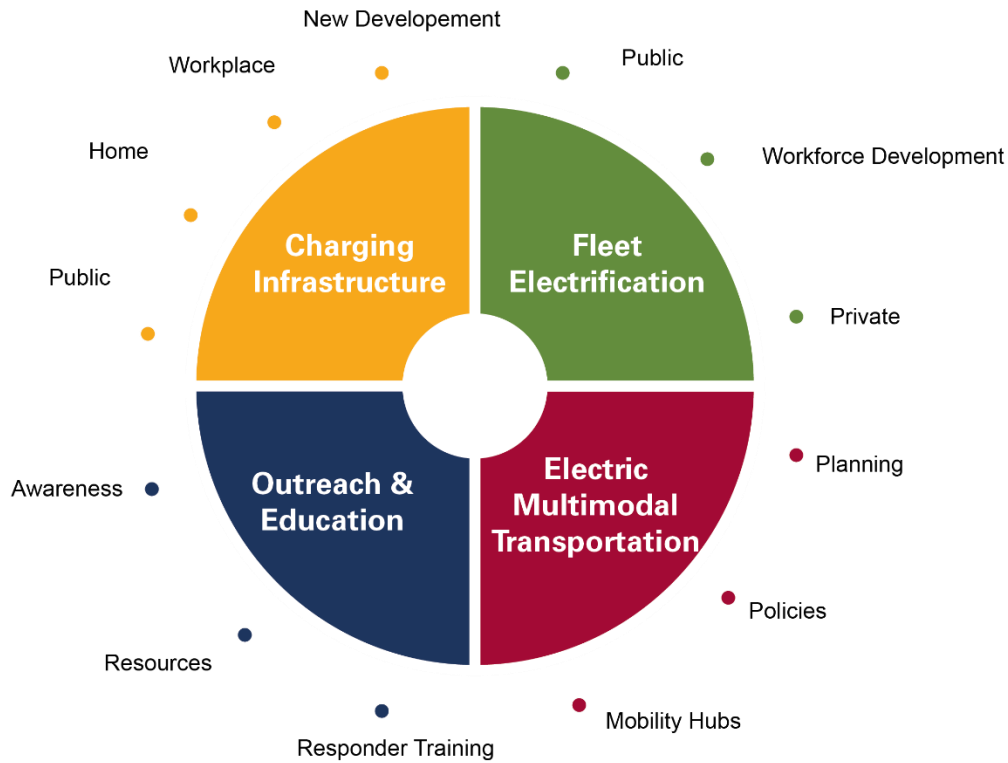 New Developement
Public
Workplace
Workforce Development
Home
Charging
Infrastructure
Fleet
Electrification
Public
Private
Planning
Outreach &
Education
Electric
Multimodal
Transportation
Awareness
Policies
Resources
Mobility Hubs
Responder Training